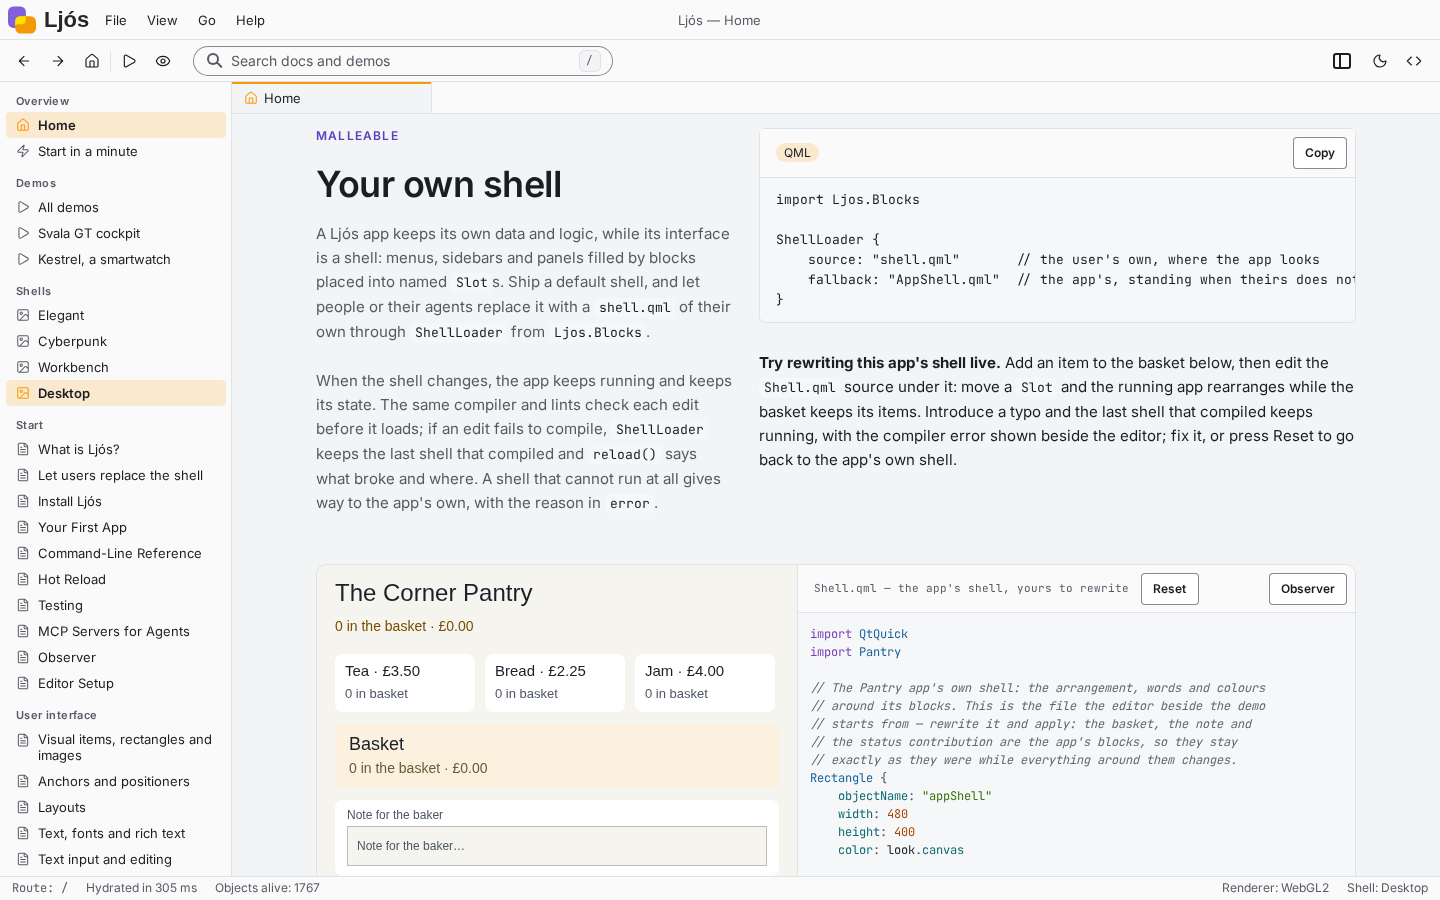 Ljós
File
View
Go
Help
Ljós — Home
Search docs and demos
/
Overview
Home
Start in a minute
Demos
All demos
Svala GT cockpit
Kestrel, a smartwatch
Shells
Elegant
Cyberpunk
Workbench
Desktop
Start
What is Ljós?
Let users replace the shell
Install Ljós
Your First App
Command-Line Reference
Hot Reload
Testing
MCP Servers for Agents
Observer
Editor Setup
User interface
Visual items, rectangles and
images
Anchors and positioners
Layouts
Text, fonts and rich text
Text input and editing
Home
MALLEABLE
Your own shell
A Ljós app keeps its own data and logic, while its interface
is a shell: menus, sidebars and panels filled by blocks
placed into named Slot s. Ship a default shell, and let
people or their agents replace it with a shell.qml of their
own through ShellLoader from Ljos.Blocks.
When the shell changes, the app keeps running and keeps
its state. The same compiler and lints check each edit
before it loads; if an edit fails to compile, ShellLoader
keeps the last shell that compiled and reload() says
what broke and where. A shell that cannot run at all gives
way to the app's own, with the reason in error.
QML
Copy
import Ljos.Blocks
ShellLoader {
source: "shell.qml" // the user's own, where the app looks
fallback: "AppShell.qml" // the app's, standing when theirs does not
}
Try rewriting this app's shell live. Add an item to the basket below, then edit the
Shell.qml source under it: move a Slot and the running app rearranges while the
basket keeps its items. Introduce a typo and the last shell that compiled keeps
running, with the compiler error shown beside the editor; fix it, or press Reset to go
back to the app's own shell.
The Corner Pantry
0 in the basket · £0.00
Tea · £3.50
0 in basket
Bread · £2.25
0 in basket
Jam · £4.00
0 in basket
Basket
0 in the basket · £0.00
Note for the baker
Note for the baker…
Shell.qml — the app's shell, yours to rewrite
Reset
Observer
import QtQuick
import Pantry
// The Pantry app's own shell: the arrangement, words and colours
// around its blocks. This is the file the editor beside the demo
// starts from — rewrite it and apply: the basket, the note and
// the status contribution are the app's blocks, so they stay
// exactly as they were while everything around them changes.
Rectangle {
objectName: "appShell"
width: 480
height: 400
color: look.canvas
Route: /
Hydrated in 305 ms
Objects alive: 1767
Renderer: WebGL2
Shell: Desktop